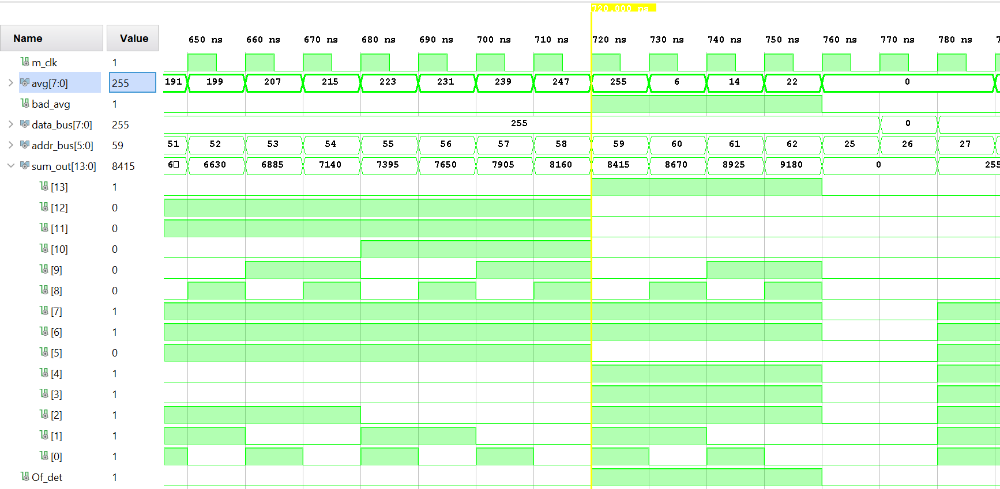 720.000 ns
Name Value 650 ns 660 ns 670 ns 680 ns 690 ns 700 ns 710 ns 720 ns 730 ns 740 ns 750 ns 760 ns 770 ns 780 ns 7
m_clk 1
avg[7:0] 255 191 199 207 215 223 231 239 247 255 6 14 22 0
bad_avg 1
data_bus[7:0] 255 255 0
addr_bus[5:0] 59 51 52 53 54 55 56 57 58 59 60 61 62 25 26 27
sum_out[13:0] 8415 6 6630 6885 7140 7395 7650 7905 8160 8415 8670 8925 9180 0 255
[13] 1
[12] 0
[11] 0
[10] 0
[9] 0
[8] 0
[7] 1
[6] 1
[5] 0
[4] 1
[3] 1
[2] 1
[1] 1
[0] 1
Of_det 1